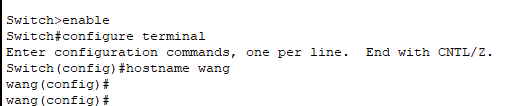 Switch>enable
Switch#configure terminal
Enter configuration commands, one per line.  End with CNTL/Z.
Switch(config)#hostname wang
wang(config)#
wang(config)#